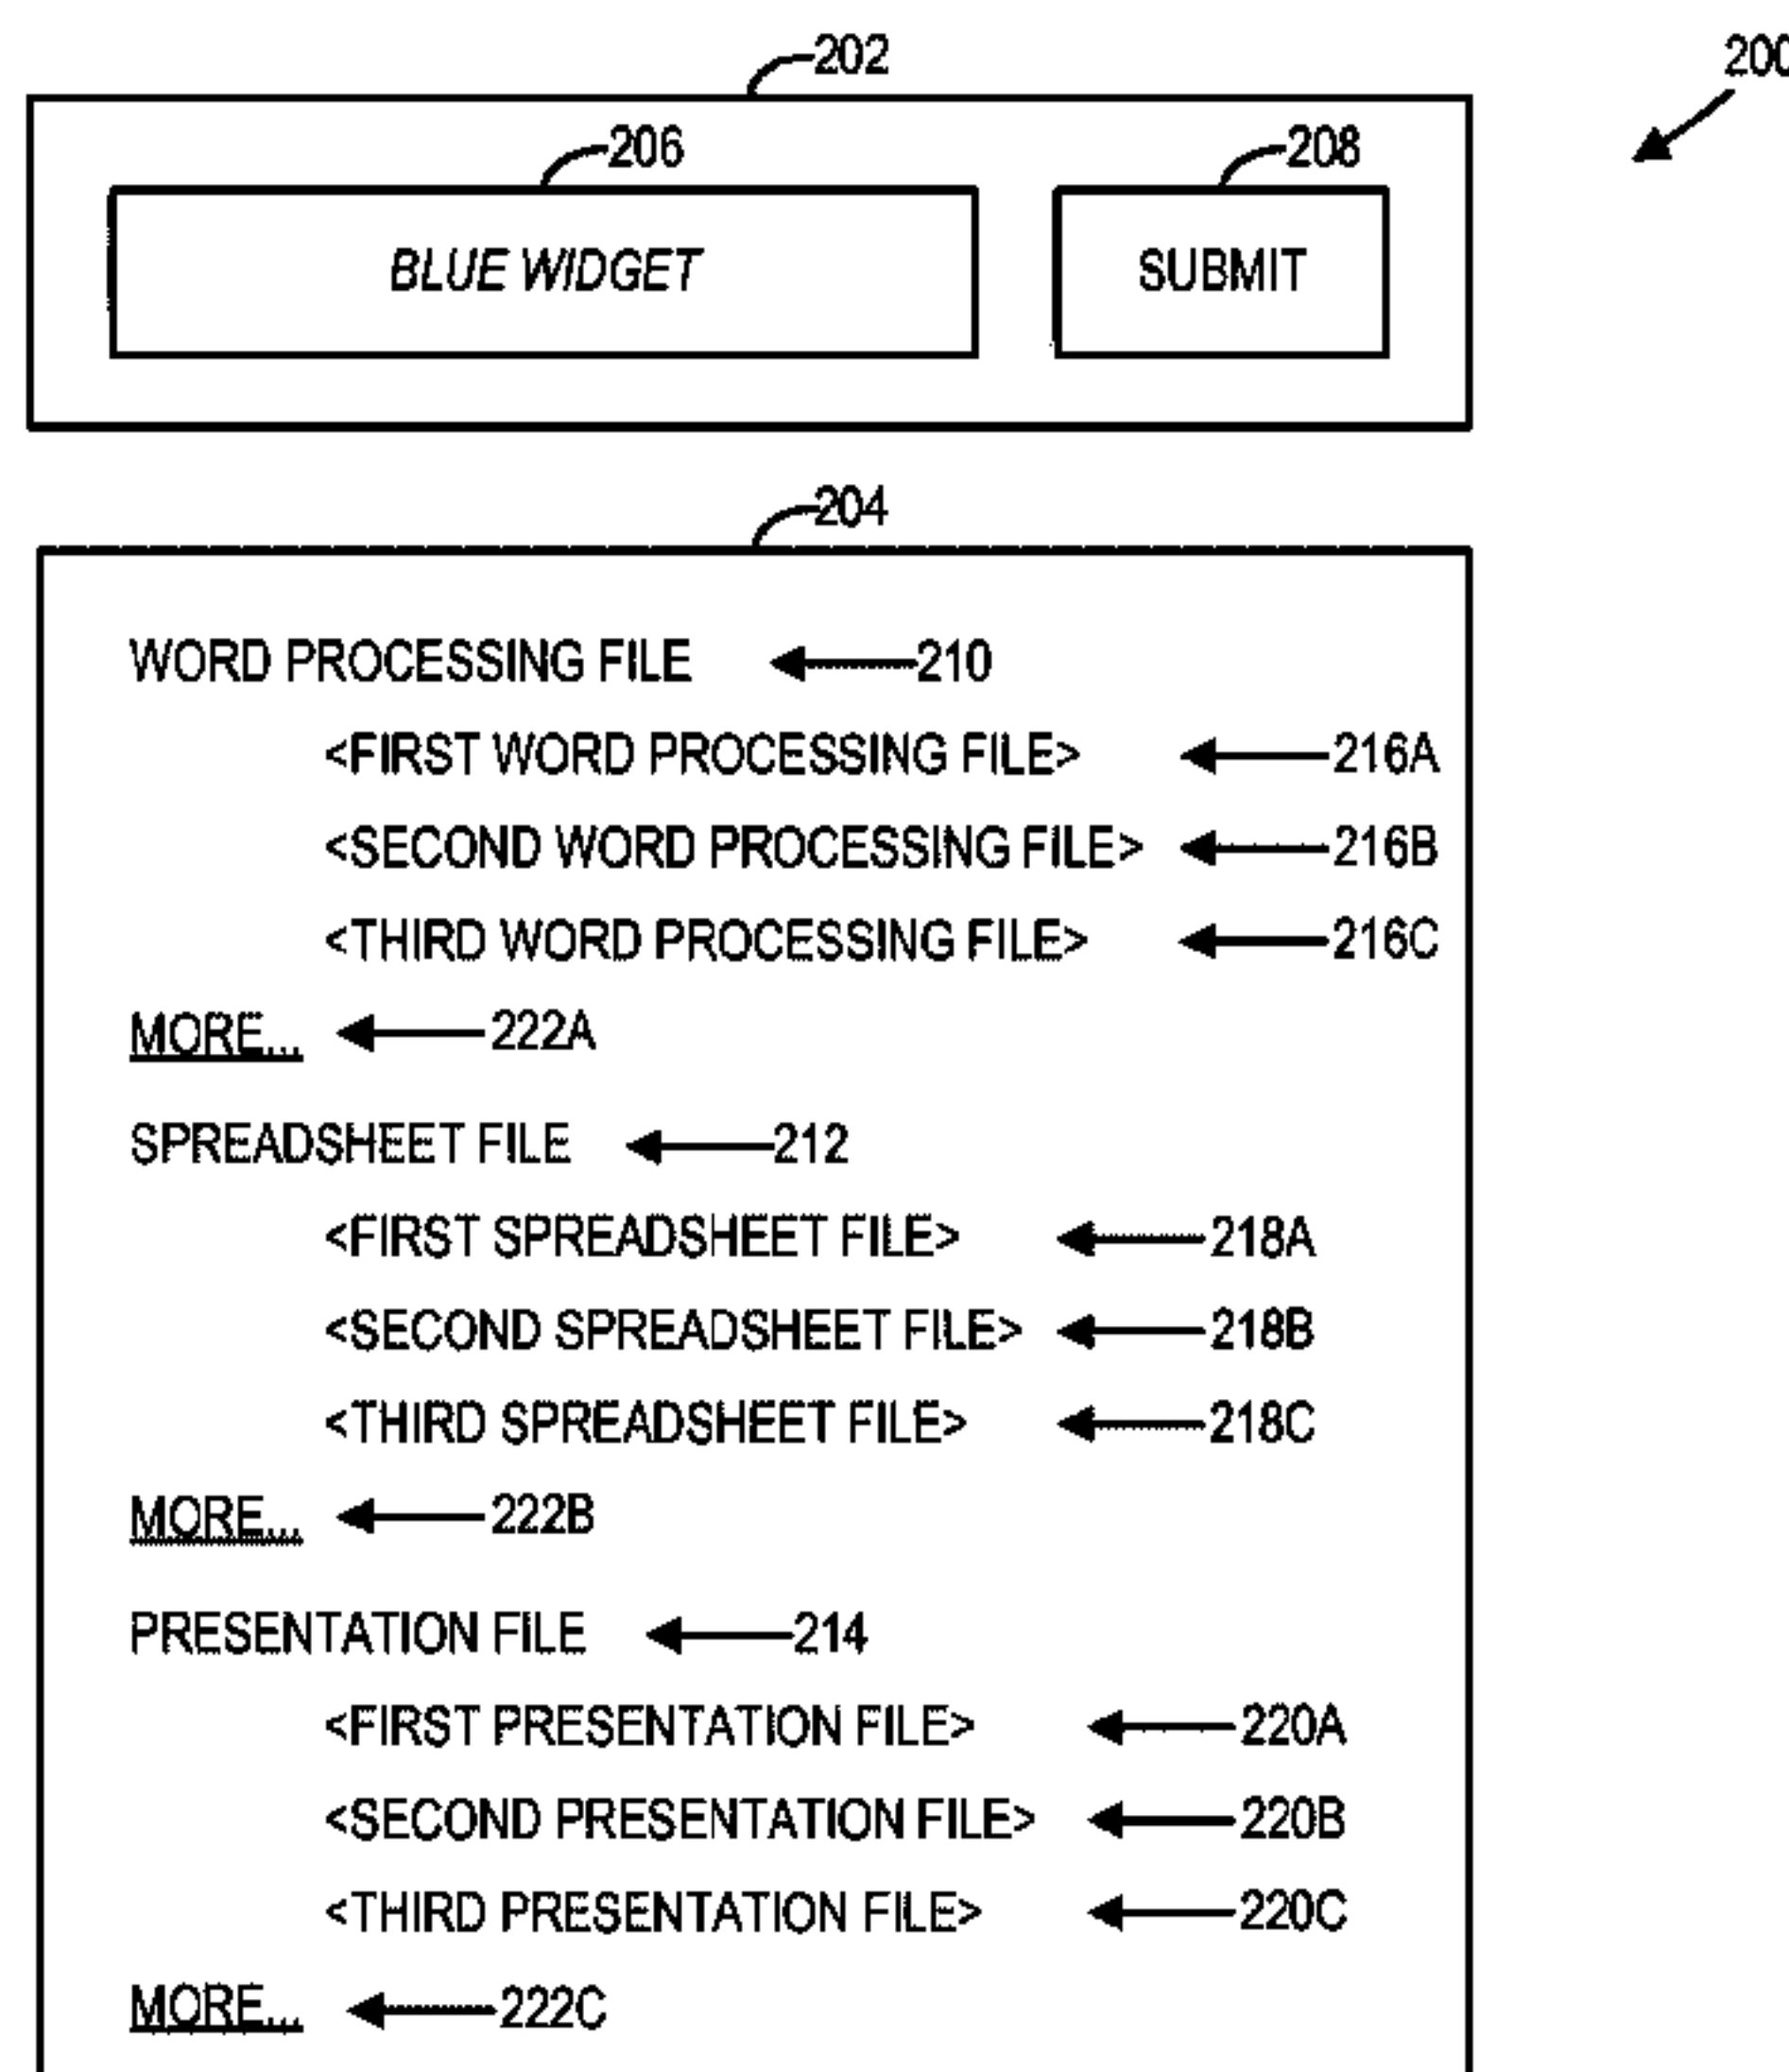 202
200
206
208
BLUE WIDGET
SUBMIT
204
WORD PROCESSING FILE 210
<FIRST WORD PROCESSING FILE> 216A
<SECOND WORD PROCESSING FILE> 216B
<THIRD WORD PROCESSING FILE> 216C
MORE... 222A
SPREADSHEET FILE 212
<FIRST SPREADSHEET FILE> 218A
<SECOND SPREADSHEET FILE> 218B
<THIRD SPREADSHEET FILE> 218C
MORE... 222B
PRESENTATION FILE 214
<FIRST PRESENTATION FILE> 220A
<SECOND PRESENTATION FILE> 220B
<THIRD PRESENTATION FILE> 220C
MORE... 222C